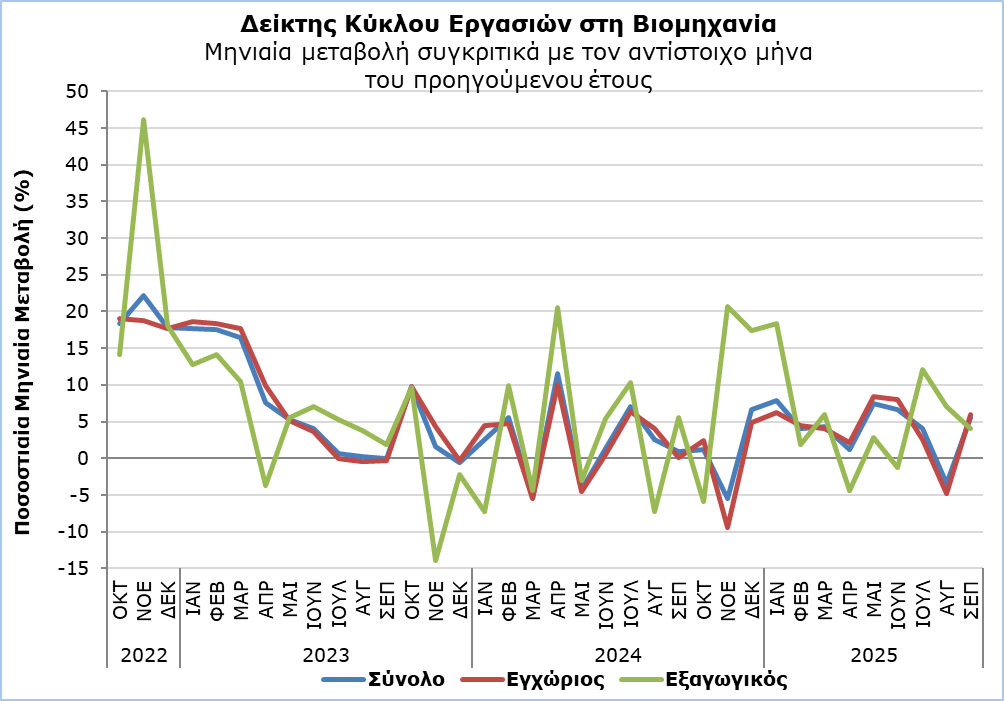 Δείκτης Κύκλου Εργασιών στη Βιομηχανία
Μηνιαία μεταβολή συγκριτικά με τον αντίστοιχο μήνα
του προηγούμενου έτους
Ποσοστιαία Μηνιαία Μεταβολή (%)
50
45
40
35
30
25
20
15
10
5
0
-5
-10
-15
ΟΚΤ ΝΟΕ ΔΕΚ ΙΑΝ ΦΕΒ ΜΑΡ ΑΠΡ ΜΑΙ ΙΟΥΝ ΙΟΥΛ ΑΥΓ ΣΕΠ ΟΚΤ ΝΟΕ ΔΕΚ ΙΑΝ ΦΕΒ ΜΑΡ ΑΠΡ ΜΑΙ ΙΟΥΝ ΙΟΥΛ ΑΥΓ ΣΕΠ ΟΚΤ ΝΟΕ ΔΕΚ ΙΑΝ ΦΕΒ ΜΑΡ ΑΠΡ ΜΑΙ ΙΟΥΝ ΙΟΥΛ ΑΥΓ ΣΕΠ
2022 2023 2024 2025
Σύνολο Εγχώριος Εξαγωγικός